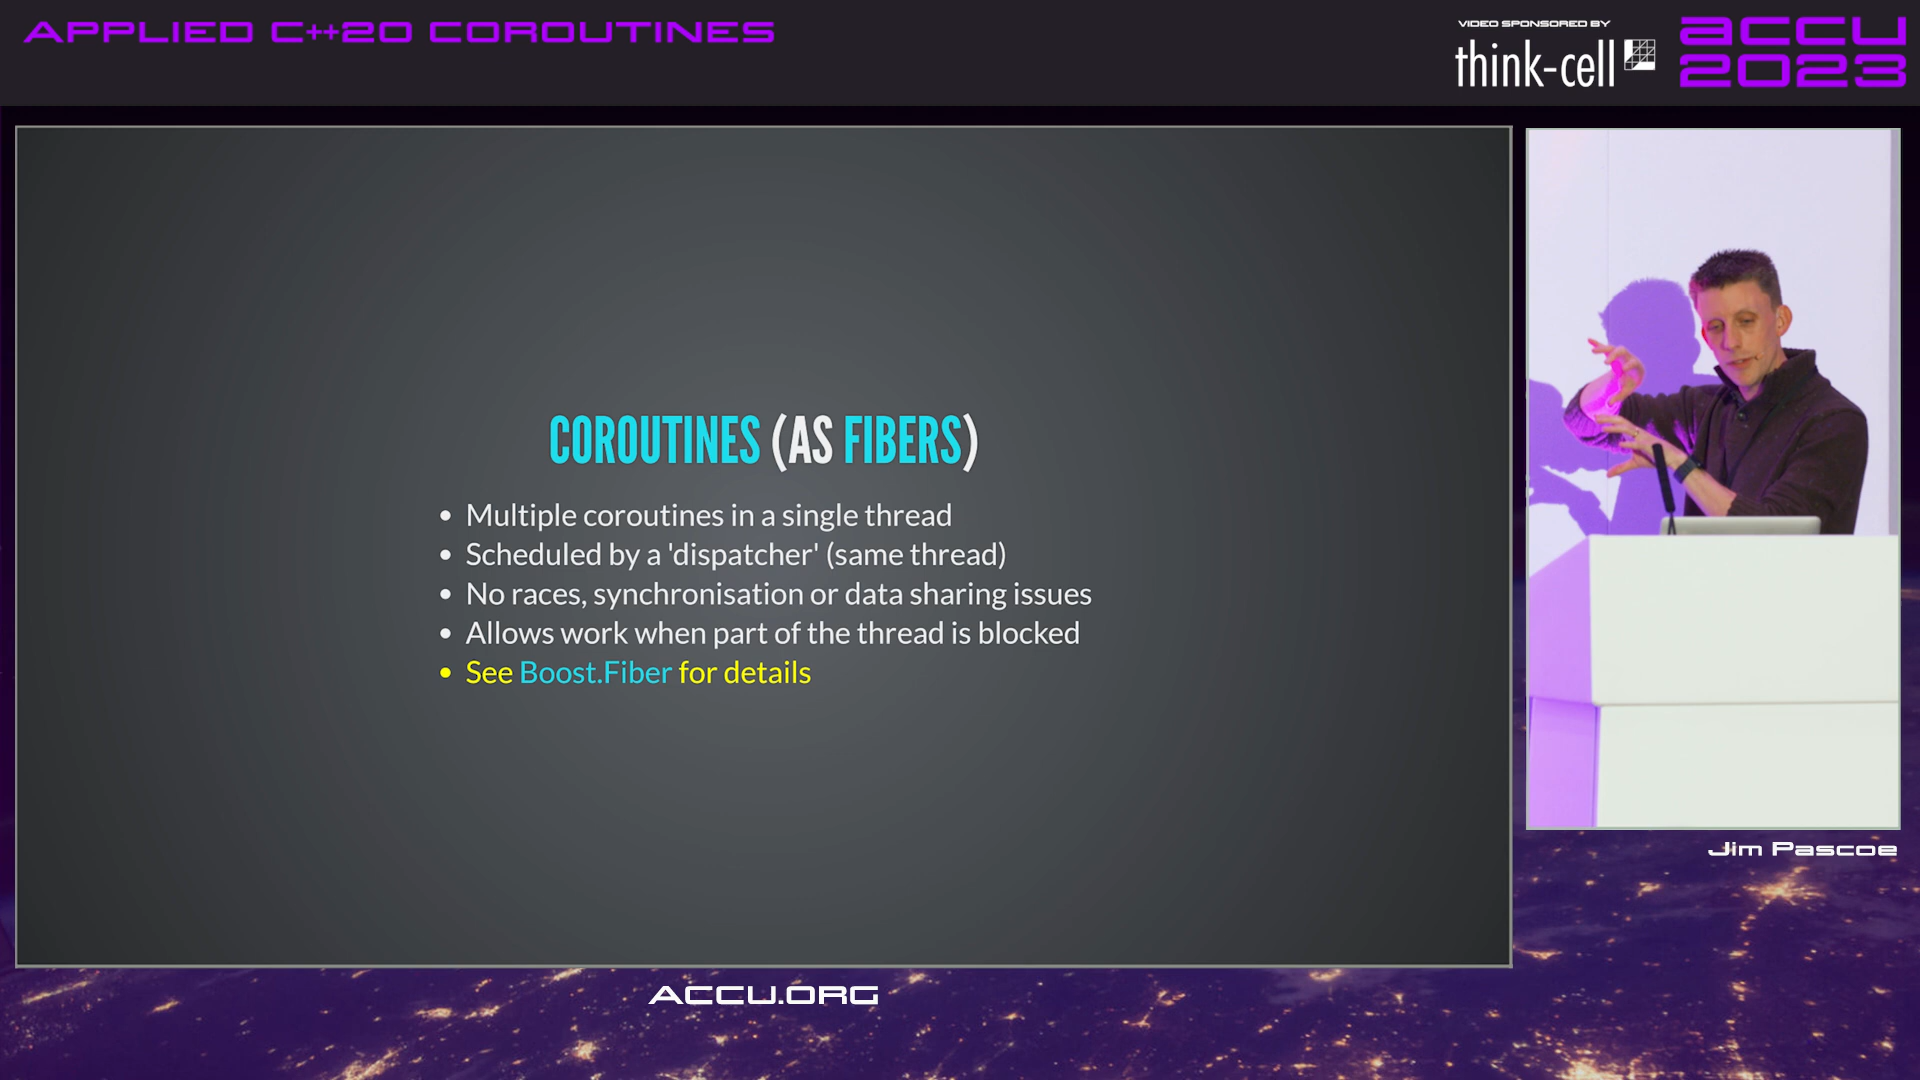 APPLIED C++20 COROUTINES
VIDEO SPONSORED BY
think-cell
accu
2023
COROUTINES (AS FIBERS)
• Multiple coroutines in a single thread
• Scheduled by a 'dispatcher' (same thread)
• No races, synchronisation or data sharing issues
• Allows work when part of the thread is blocked
• See Boost.Fiber for details
Jim Pascoe
ACCU.ORG